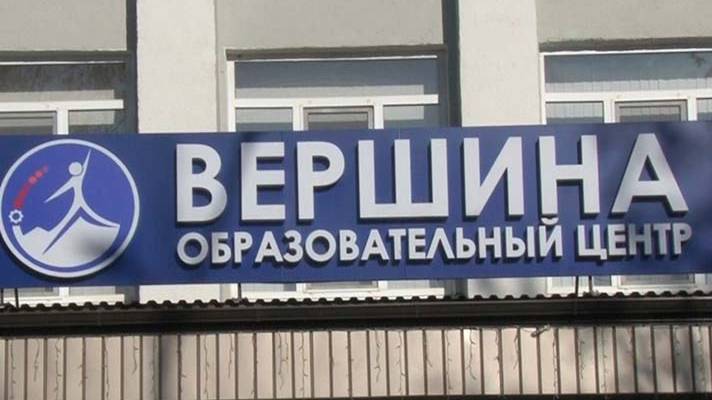 ВЕРШИНА
ОБРАЗОВАТЕЛЬНЫЙ ЦЕНТР